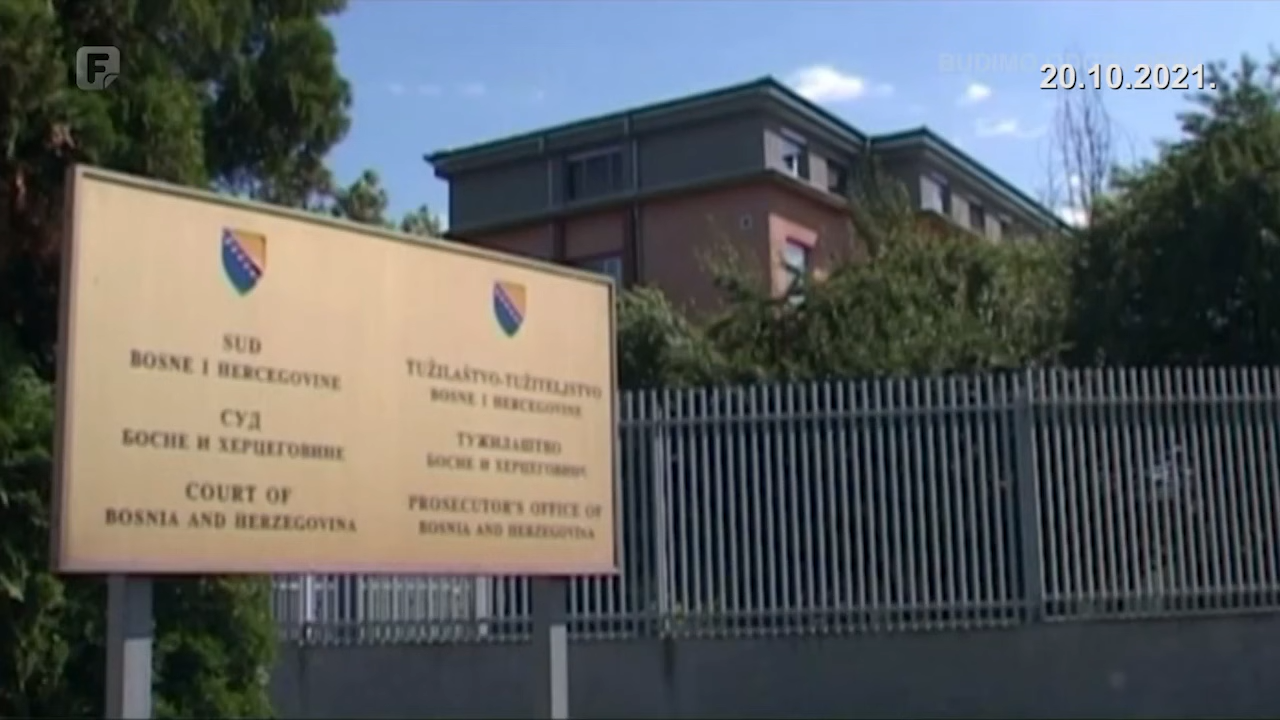 F
BUDIMO
20.10.2021.
SUD
BOSNE I HERCEGOVINE
СУД
БОСНЕ И ХЕРЦЕГОВИНЕ
COURT OF
BOSNIA AND HERZEGOVINA
TUŽILAŠTVO-TUŽITELJSTVO
BOSNE I HERCEGOVINE
ТУЖИЛАШТВО
БОСНЕ И ХЕРЦЕГОВИНЕ
PROSECUTOR'S OFFICE OF
BOSNIA AND HERZEGOVINA